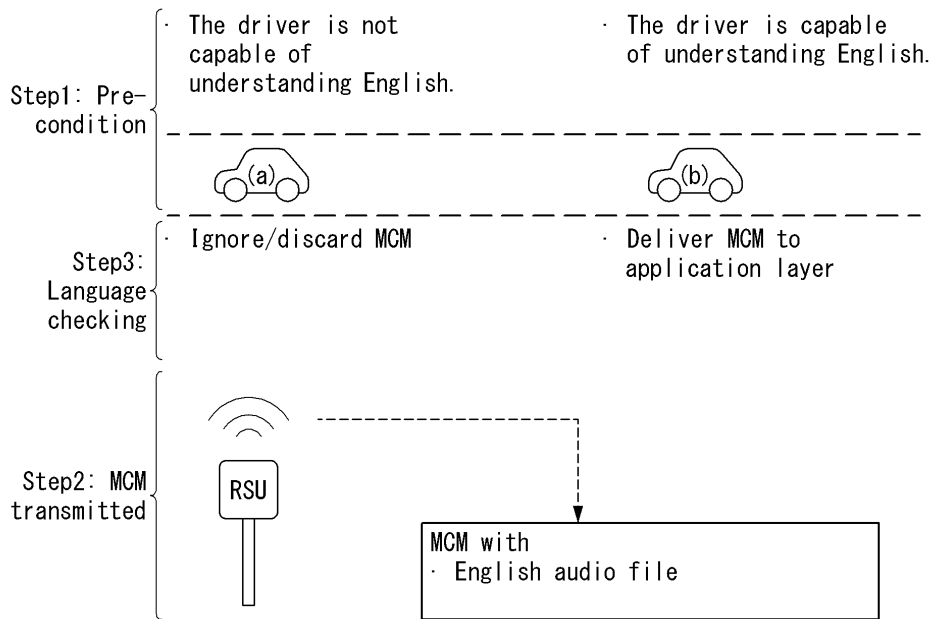 Step1: Pre-
condition
· The driver is not
capable of
understanding English.
· The driver is capable
of understanding English.
(a)
(b)
Step3:
Language
checking
· Ignore/discard MCM
· Deliver MCM to
application layer
Step2: MCM
transmitted
RSU
MCM with
· English audio file